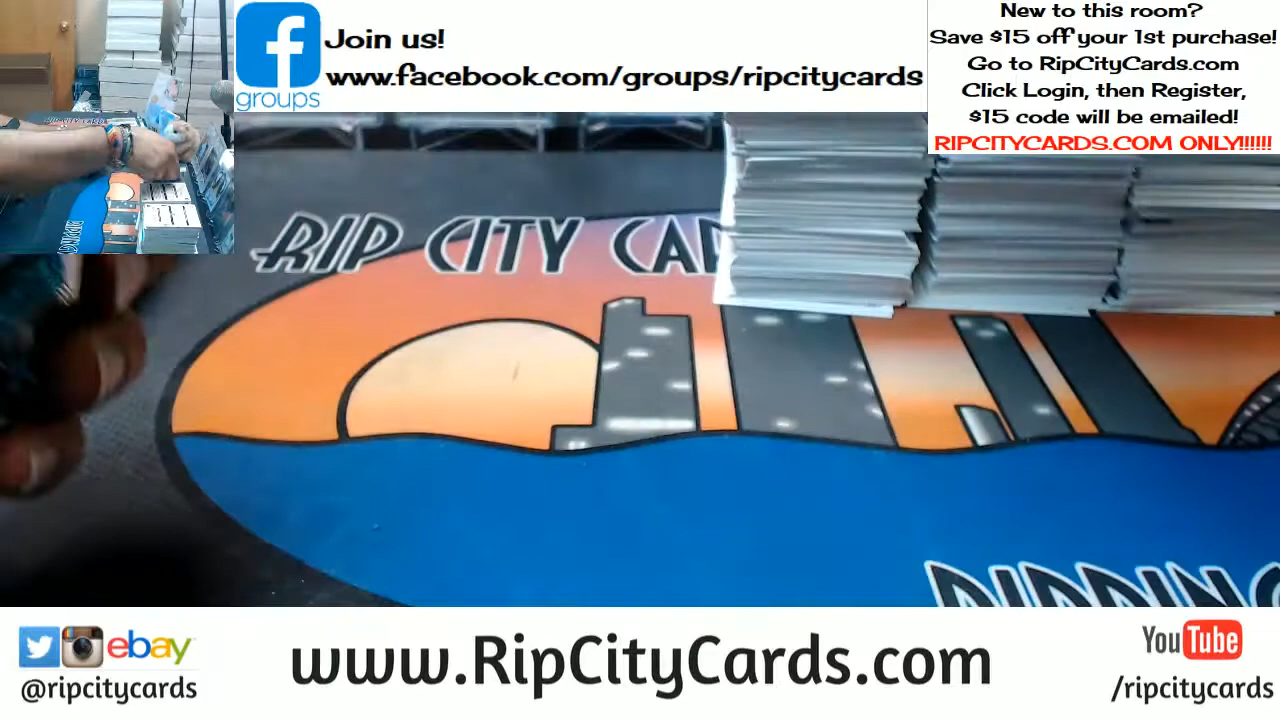 Join us!
www.facebook.com/groups/ripcitycards
groups
New to this room?
Save $15 off your 1st purchase!
Go to RipCityCards.com
Click Login, then Register,
$15 code will be emailed!
RIPCITYCARDS.COM ONLY!!!!!!
RIP CITY CAR
RIPPING
ebay
@ripcitycards
www.RipCityCards.com
YouTube
/ripcitycards